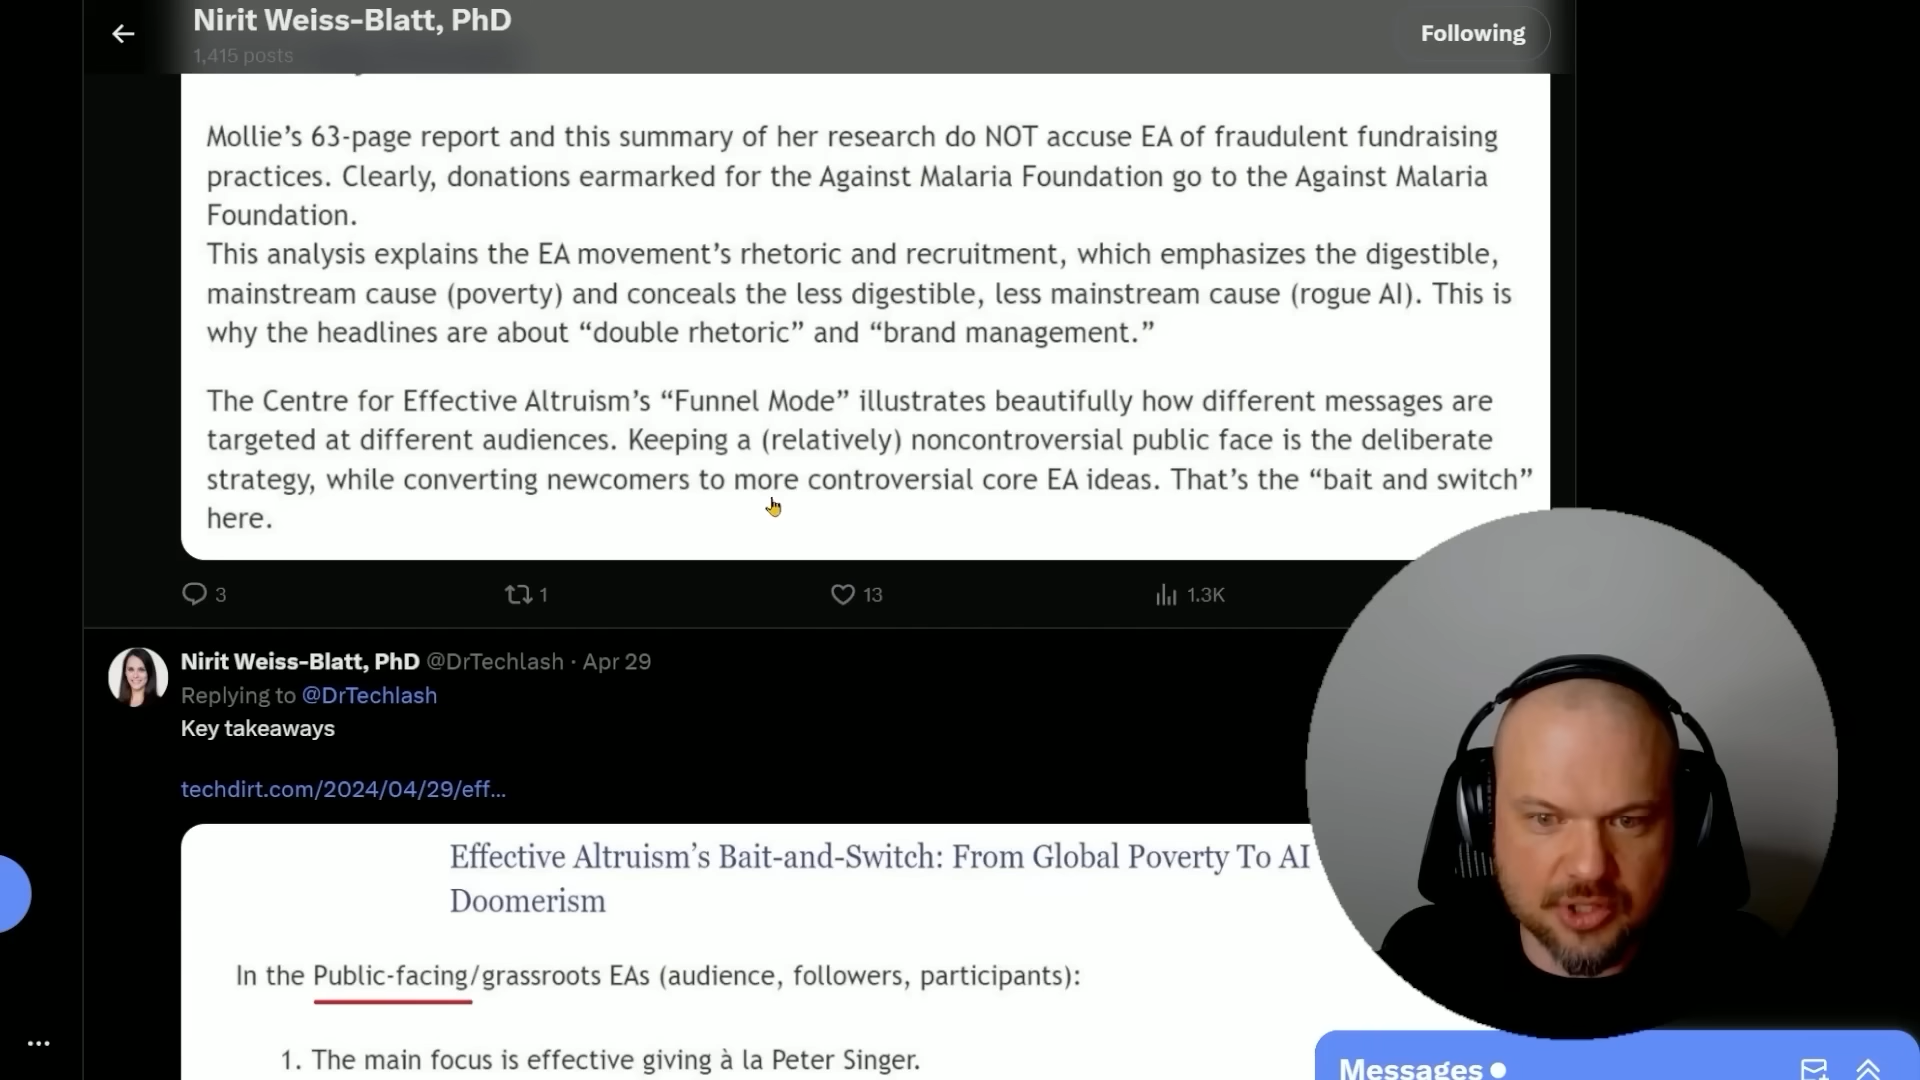 Nirit Weiss-Blatt, PhD
1,415 posts
Following
Mollie’s 63-page report and this summary of her research do NOT accuse EA of fraudulent fundraising
practices. Clearly, donations earmarked for the Against Malaria Foundation go to the Against Malaria
Foundation.
This analysis explains the EA movement’s rhetoric and recruitment, which emphasizes the digestible,
mainstream cause (poverty) and conceals the less digestible, less mainstream cause (rogue AI). This is
why the headlines are about “double rhetoric” and “brand management.”
The Centre for Effective Altruism’s “Funnel Mode” illustrates beautifully how different messages are
targeted at different audiences. Keeping a (relatively) noncontroversial public face is the deliberate
strategy, while converting newcomers to more controversial core EA ideas. That’s the “bait and switch”
here.
3 1 13 1.3K
Nirit Weiss-Blatt, PhD @DrTechlash · Apr 29
Replying to @DrTechlash
Key takeaways
techdirt.com/2024/04/29/eff...
Effective Altruism’s Bait-and-Switch: From Global Poverty To AI
Doomerism
In the Public-facing/grassroots EAs (audience, followers, participants):
1. The main focus is effective giving à la Peter Singer.
Messages